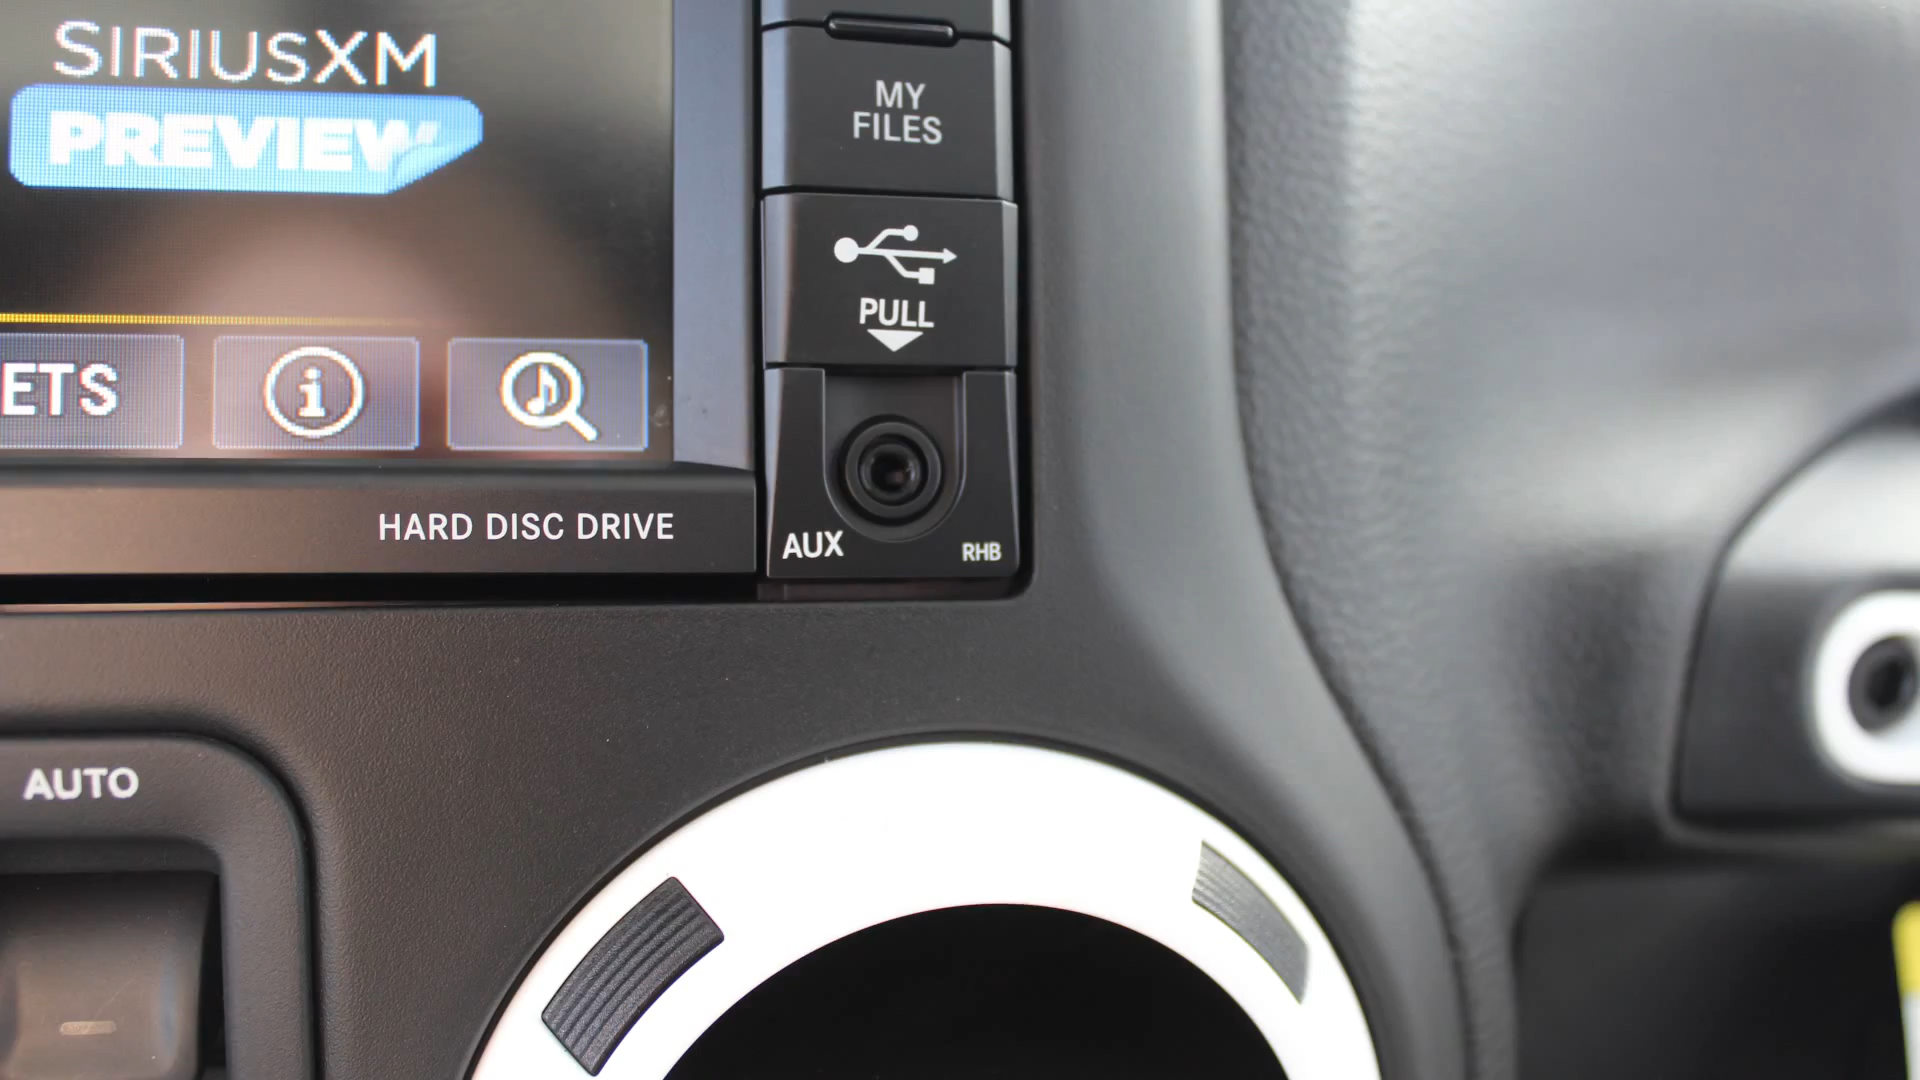 SIRIUSXM
PREVIEW
ETS
i
HARD DISC DRIVE
MY
FILES
PULL
AUX
RHB
AUTO